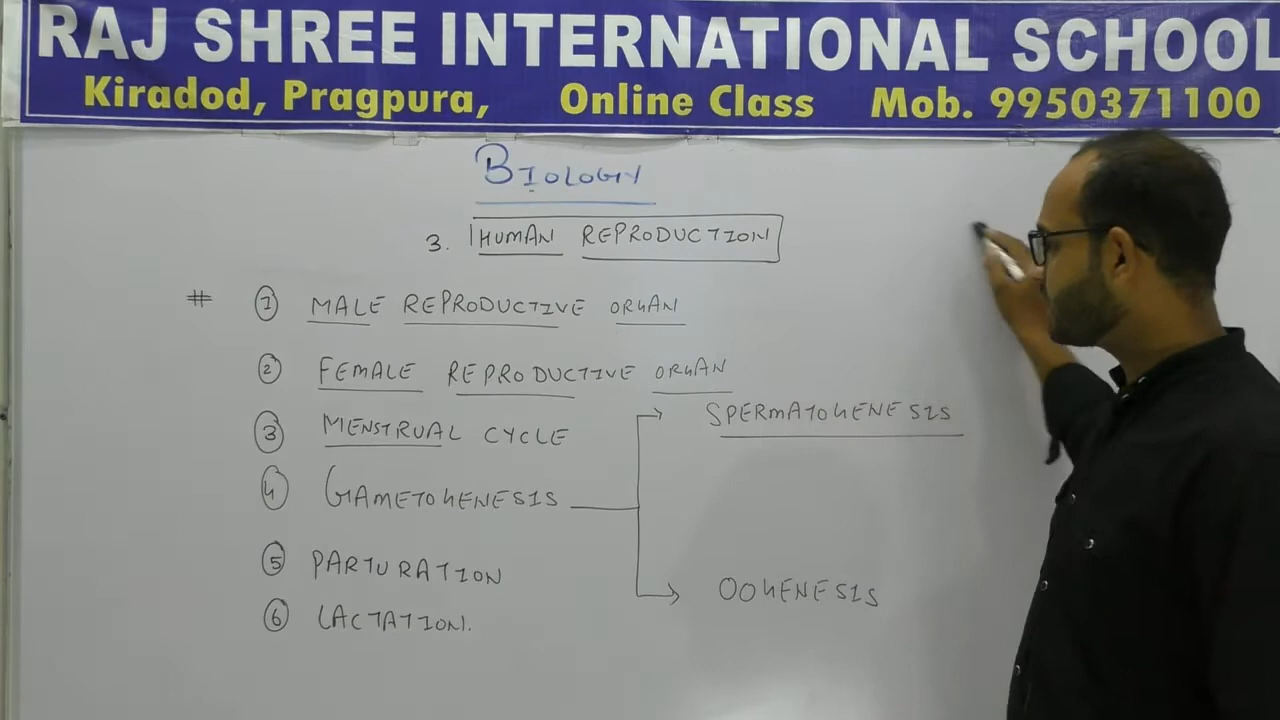 RAJ SHREE INTERNATIONAL SCHOOL
Kiradod, Pragpura, Online Class Mob. 9950371100
BIOLOGY
3. HUMAN REPRODUCTION
# 1 MALE REPRODUCTIVE ORGAN
2 FEMALE REPRODUCTIVE ORGAN
3 MENSTRUAL CYCLE
SPERMATOGENESIS
4 GAMETOGENESIS
5 PARTURATION
OOGENESIS
6 LACTATION.